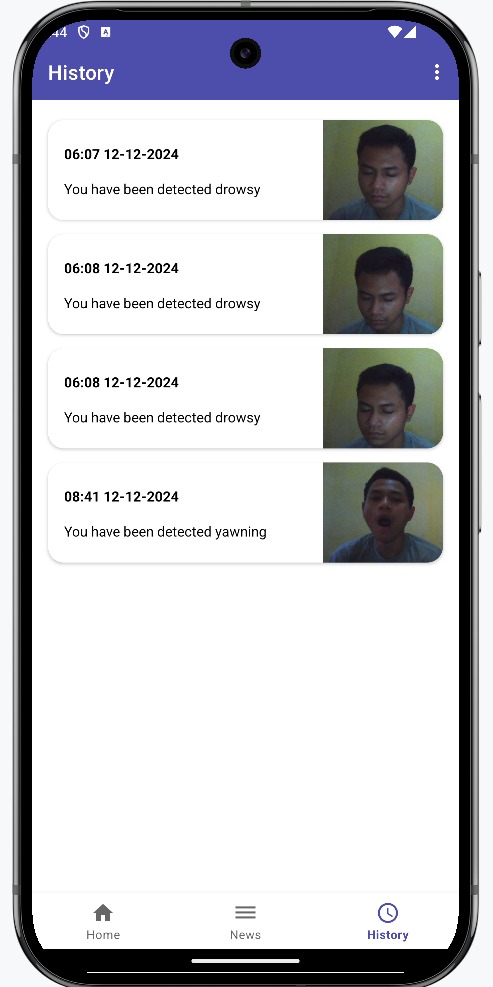 44
History
06:07 12-12-2024
You have been detected drowsy
06:08 12-12-2024
You have been detected drowsy
06:08 12-12-2024
You have been detected drowsy
08:41 12-12-2024
You have been detected yawning
Home
News
History